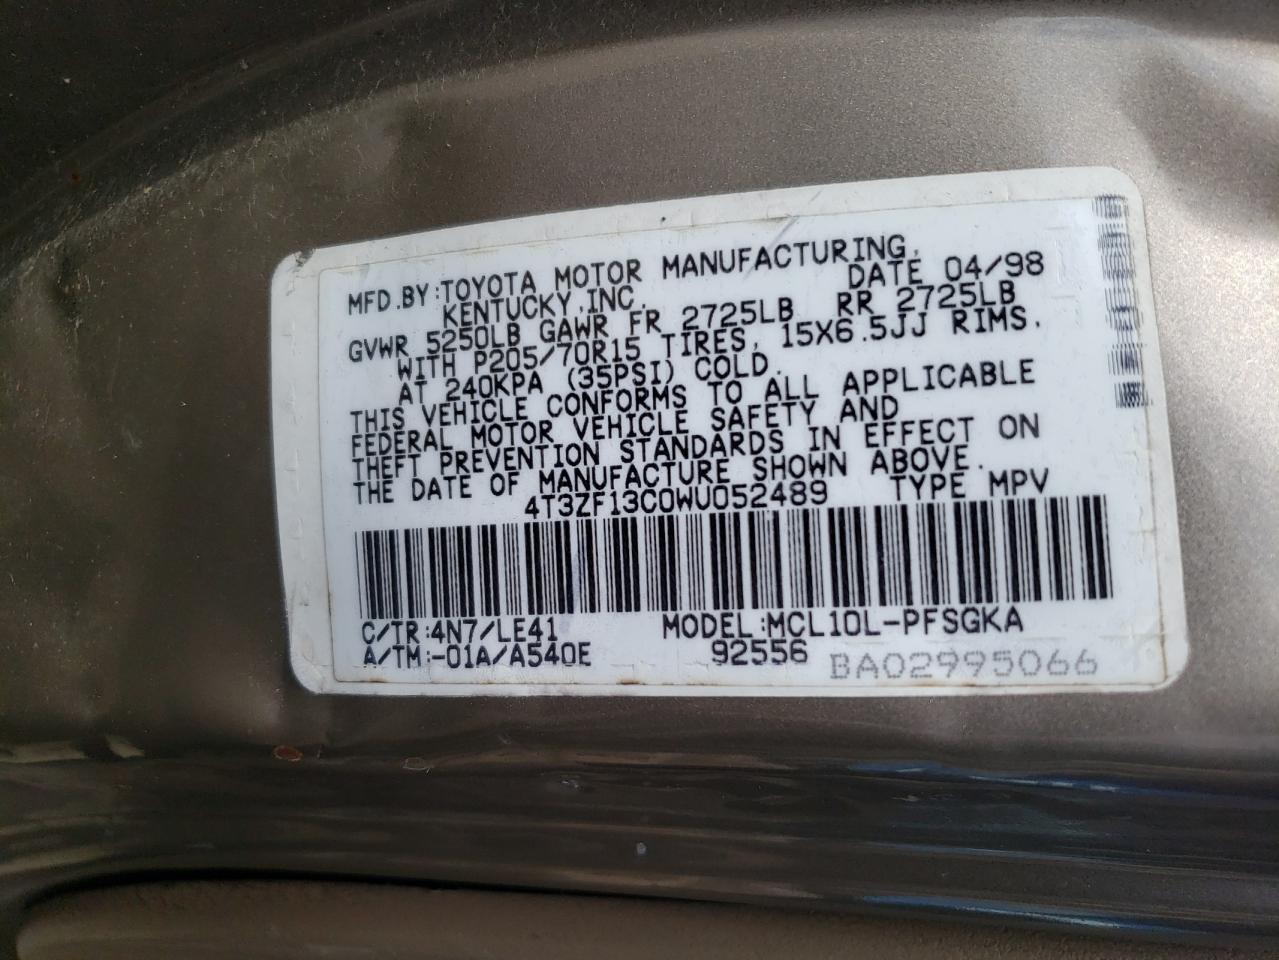 MFD.BY:TOYOTA MOTOR MANUFACTURING,
KENTUCKY,INC. DATE 04/98
GVWR 5250LB GAWR FR 2725LB RR 2725LB
WITH P205/70R15 TIRES, 15X6.5JJ RIMS,
AT 240KPA (35PSI) COLD.
THIS VEHICLE CONFORMS TO ALL APPLICABLE
FEDERAL MOTOR VEHICLE SAFETY AND
THEFT PREVENTION STANDARDS IN EFFECT ON
THE DATE OF MANUFACTURE SHOWN ABOVE.
4T3ZF13C0WU052489 TYPE MPV
C/TR:4N7/LE41 MODEL:MCL10L-PFSGKA
A/TM:-01A/A540E 92556 BA02995066